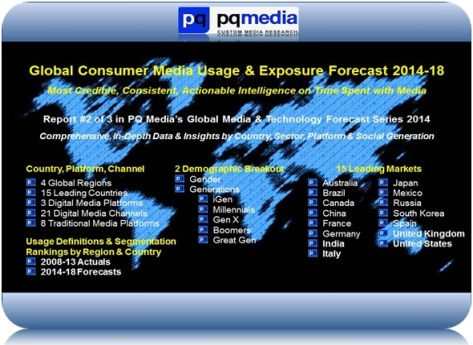 pq pqmedia
CUSTOM MEDIA RESEARCH
Global Consumer Media Usage & Exposure Forecast 2014-18
Most Credible, Consistent, Actionable Intelligence on Time Spent with Media
Report #2 of 3 in PQ Media's Global Media & Technology Forecast Series 2014
Comprehensive, In-Depth Data & Insights by Country, Sector, Platform & Social Generation
Country, Platform, Channel
4 Global Regions
15 Leading Countries
3 Digital Media Platforms
21 Digital Media Channels
8 Traditional Media Platforms
Usage Definitions & Segmentation
Rankings by Region & Country
2008-13 Actuals
2014-18 Forecasts
2 Demographic Breakout
Gender
Generations
iGen
Millennials
Gen X
Boomers
Great Gen
15 Leading Markets
Australia
Brazil
Canada
China
France
Germany
India
Italy
Japan
Mexico
Russia
South Korea
Spain
United Kingdom
United States